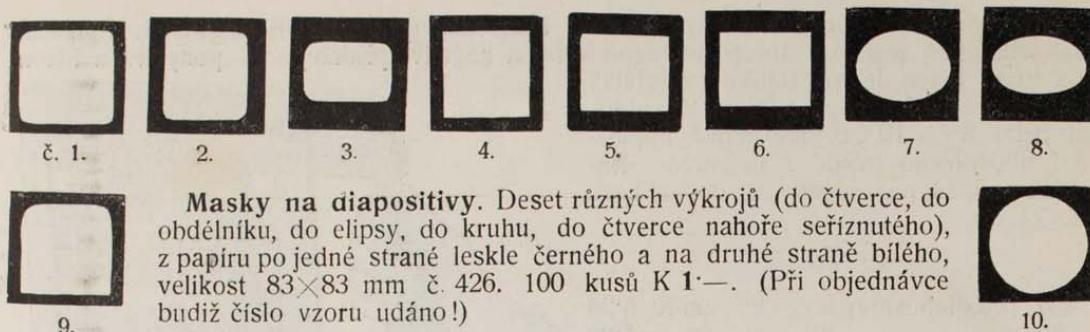 č. 1.
2.
3.
4.
5.
6.
7.
8.
Masky na diapositivy. Deset různých výkrojů (do čtverce, do
obdélníku, do elipsy, do kruhu, do čtverce nahoře seříznutého),
z papíru po jedné strané leskle černého a na druhé straně bílého,
velikost 83×83 mm č. 426. 100 kusů K 1·—. (Při objednávce
budiž číslo vzoru udáno!)
9.
10.